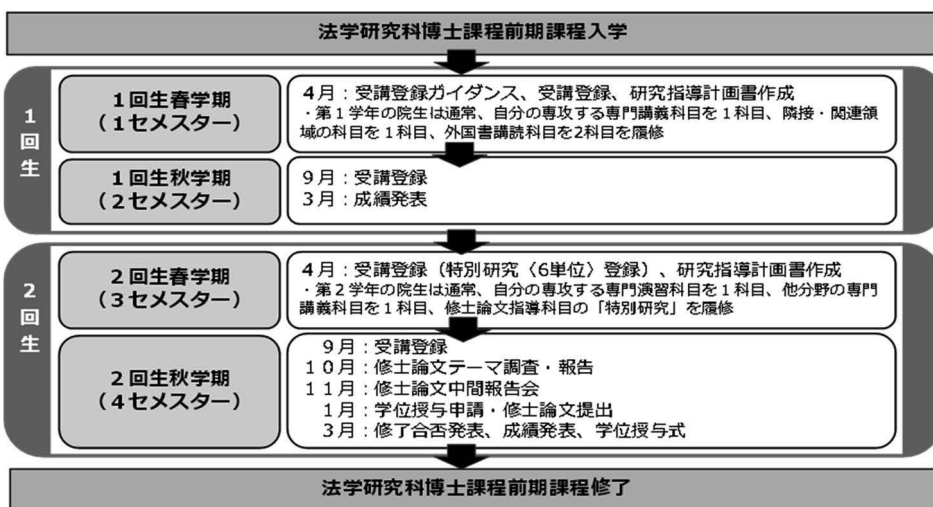 法学研究科博士課程前期課程入学
1回生
1回生春学期
(1セメスター)
4月：受講登録ガイダンス、受講登録、研究指導計画書作成
・第1学年の院生は通常、自分の専攻する専門講義科目を1科目、隣接・関連領
域の科目を1科目、外国書講読科目を2科目を履修
1回生秋学期
(2セメスター)
9月：受講登録
3月：成績発表
2回生
2回生春学期
(3セメスター)
4月：受講登録（特別研究〈6単位〉登録）、研究指導計画書作成
・第2学年の院生は通常、自分の専攻する専門演習科目を1科目、他分野の専門
講義科目を1科目、修士論文指導科目の「特別研究」を履修
2回生秋学期
(4セメスター)
9月：受講登録
10月：修士論文テーマ調査・報告
11月：修士論文中間報告会
1月：学位授与申請・修士論文提出
3月：修了合否発表、成績発表、学位授与式
法学研究科博士課程前期課程修了